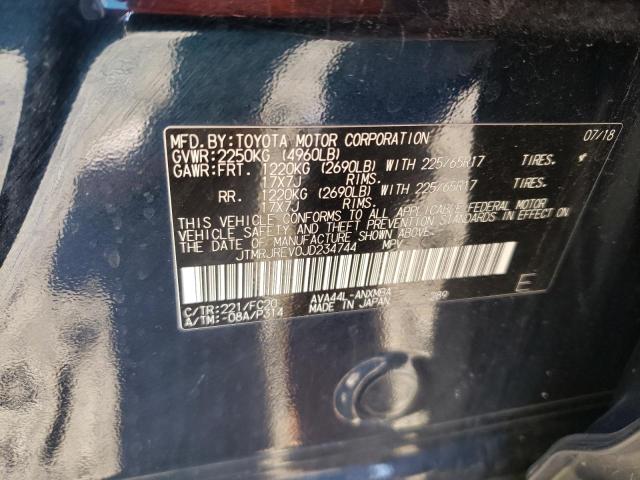 MFD. BY: TOYOTA MOTOR CORPORATION 07/18
GVWR: 2250KG (4960LB)
GAWR: FRT. 1220KG (2690LB) WITH 225/65R17 TIRES.
17X7J RIMS.
RR. 1220KG (2690LB) WITH 225/65R17 TIRES.
17X7J RIMS.
THIS VEHICLE CONFORMS TO ALL APPLICABLE FEDERAL MOTOR
VEHICLE SAFETY AND THEFT PREVENTION STANDARDS IN EFFECT ON
THE DATE OF MANUFACTURE SHOWN ABOVE.
JTMRJREV0JD234744 MPV
C/TR: 221/FC20 AVA44L-ANXMBA 289 E
A/TM: -08A/P314 MADE IN JAPAN